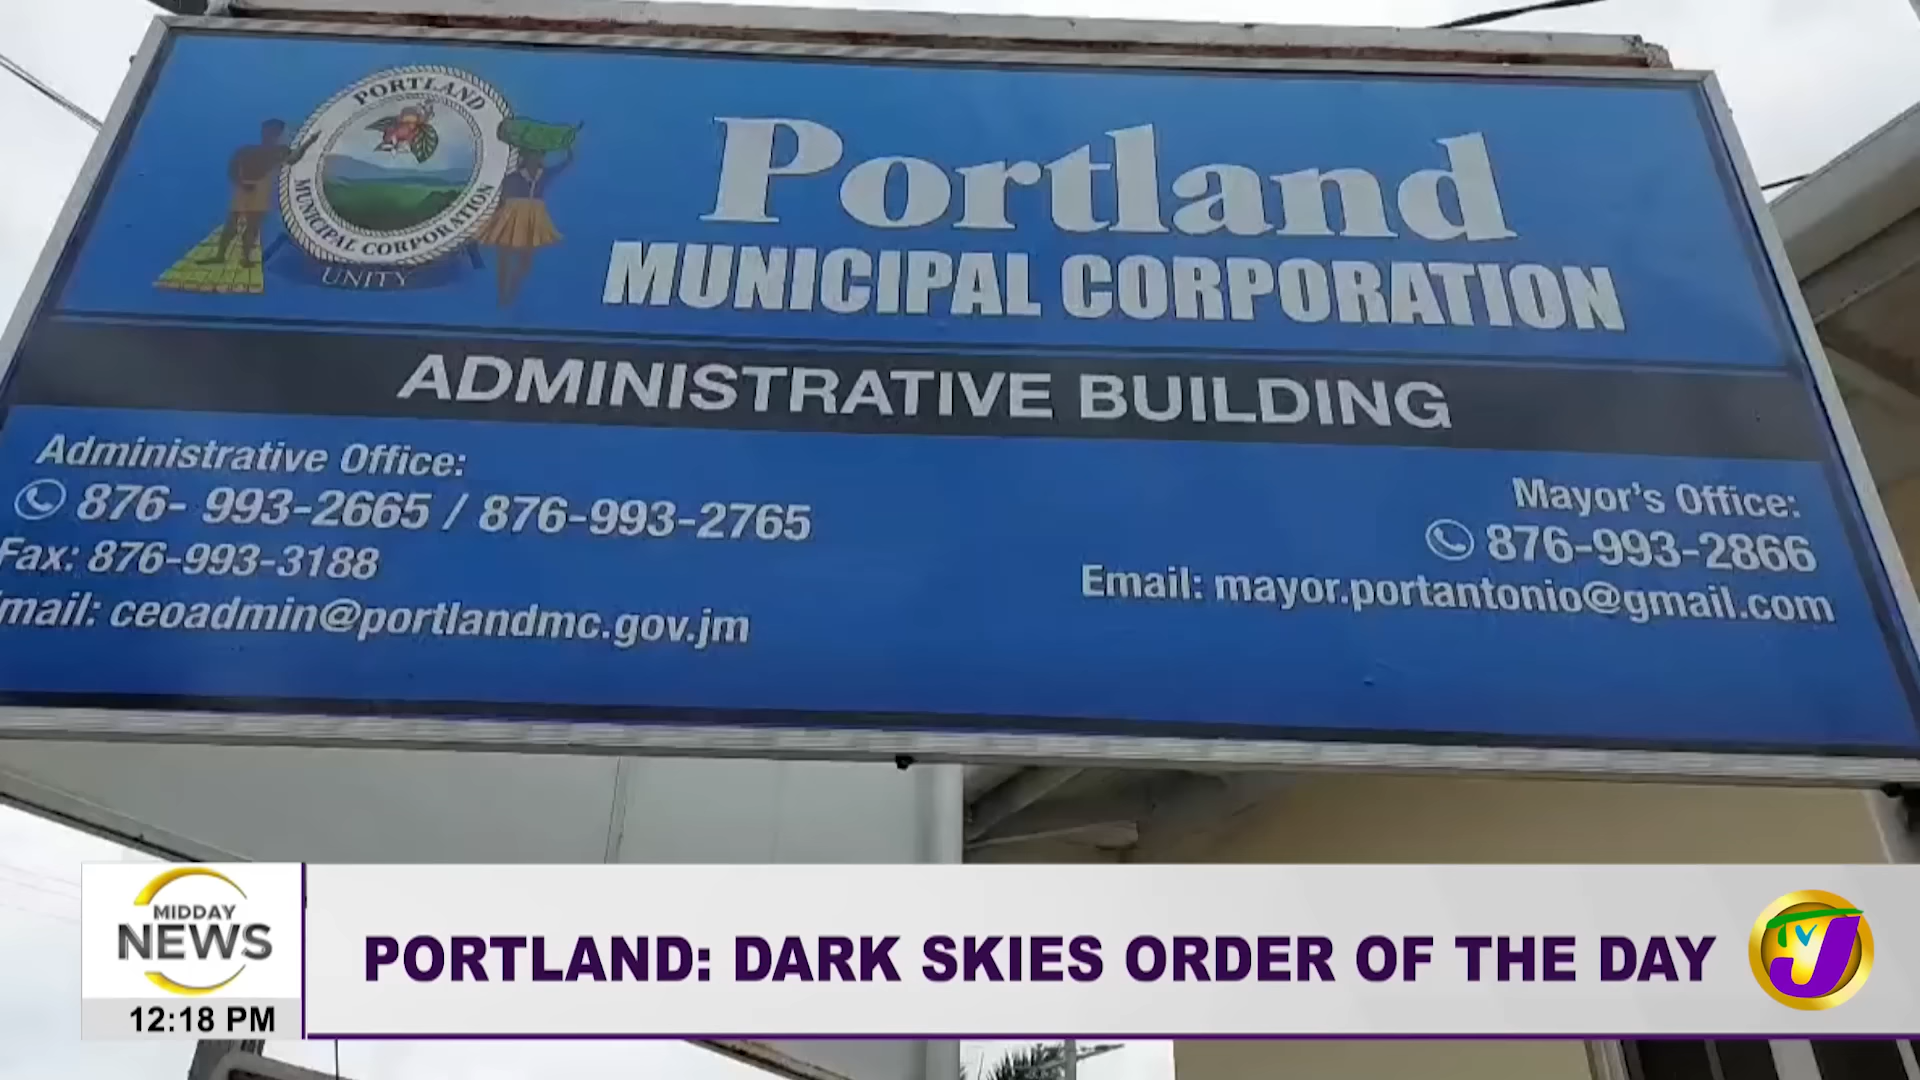 PORTLAND
MUNICIPAL CORPORATION
UNITY
Portland
MUNICIPAL CORPORATION
ADMINISTRATIVE BUILDING
Administrative Office:
876- 993-2665 / 876-993-2765
Fax: 876-993-3188
mail: ceoadmin@portlandmc.gov.jm
Mayor's Office:
876-993-2866
Email: mayor.portantonio@gmail.com
MIDDAY
NEWS
12:18 PM
PORTLAND: DARK SKIES ORDER OF THE DAY
TVJ